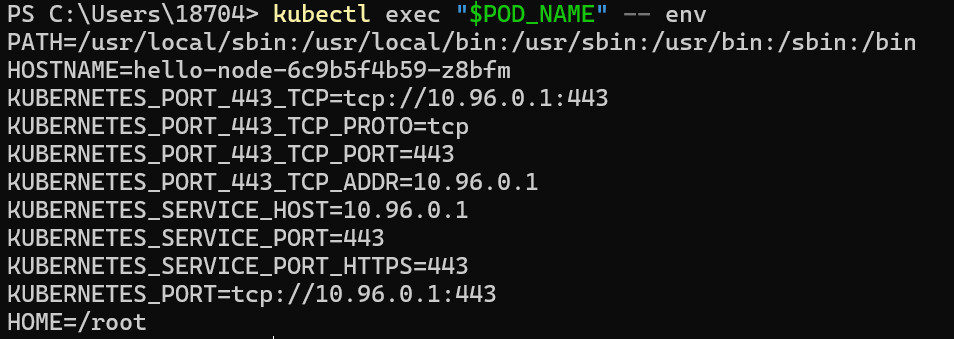 PS C:\Users\18704> kubectl exec "$POD_NAME" -- env
PATH=/usr/local/sbin:/usr/local/bin:/usr/sbin:/usr/bin:/sbin:/bin
HOSTNAME=hello-node-6c9b5f4b59-z8bfm
KUBERNETES_PORT_443_TCP=tcp://10.96.0.1:443
KUBERNETES_PORT_443_TCP_PROTO=tcp
KUBERNETES_PORT_443_TCP_PORT=443
KUBERNETES_PORT_443_TCP_ADDR=10.96.0.1
KUBERNETES_SERVICE_HOST=10.96.0.1
KUBERNETES_SERVICE_PORT=443
KUBERNETES_SERVICE_PORT_HTTPS=443
KUBERNETES_PORT=tcp://10.96.0.1:443
HOME=/root